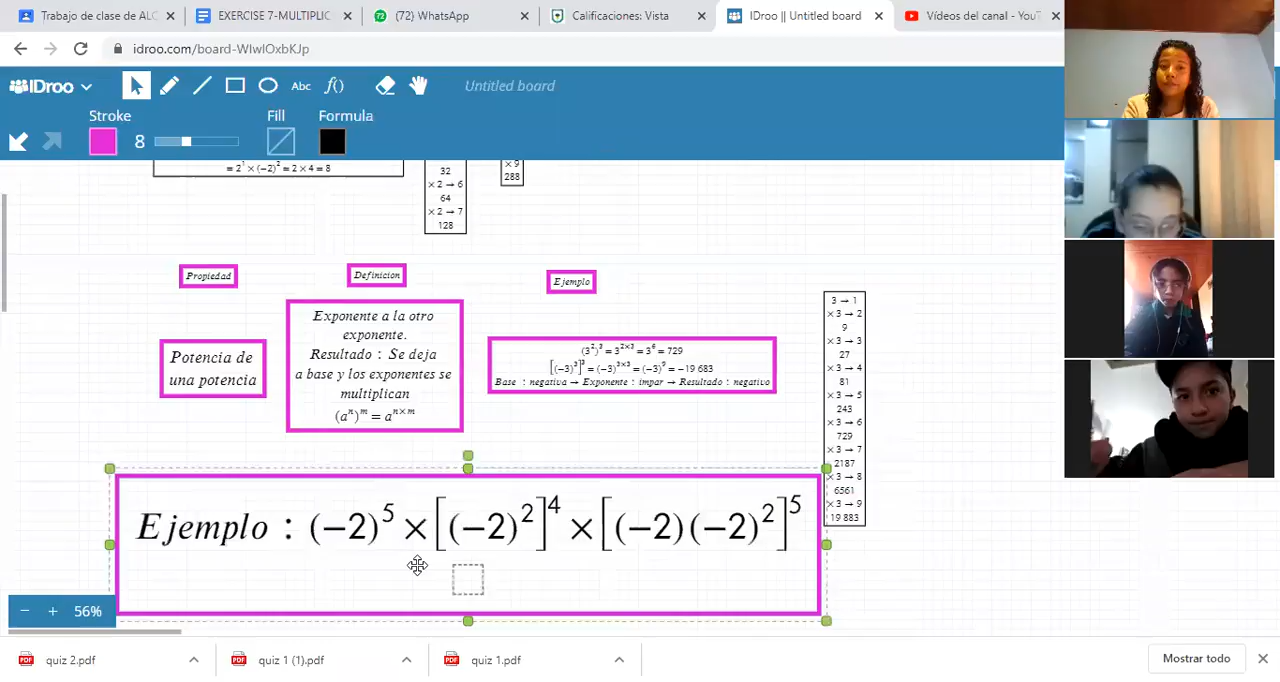 Trabajo de clase de ALG
EXERCISE 7-MULTIPLIC
(72) WhatsApp
Calificaciones: Vista
IDroo || Untitled board
Vídeos del canal - You
idroo.com/board-WIwIOxbKJp
IDroo
Abc
f()
Untitled board
Stroke
Fill
Formula
8
= 2¹ × (−2)² = 2 × 4 = 8
32
× 2 → 6
64
× 2 → 7
128
× 9
288
Propiedad
Definicion
Ejemplo
Potencia de
una potencia
Exponente a la otro
exponente.
Resultado : Se deja
a base y los exponentes se
multiplican
(aⁿ)ᵐ = aⁿˣᵐ
(3²)³ = 3²ˣ³ = 3⁶ = 729
[(−3)³]³ = (−3)³ˣ³ = (−3)⁹ = −19 683
Base : negativa → Exponente : impar → Resultado : negativo
3 → 1
× 3 → 2
9
× 3 → 3
27
× 3 → 4
81
× 3 → 5
243
× 3 → 6
729
× 3 → 7
2187
× 3 → 8
6561
× 3 → 9
19 883
Ejemplo : (−2)⁵ × [(−2)²]⁴ × [(−2)(−2)²]⁵
− + 56%
quiz 2.pdf
quiz 1 (1).pdf
quiz 1.pdf
Mostrar todo